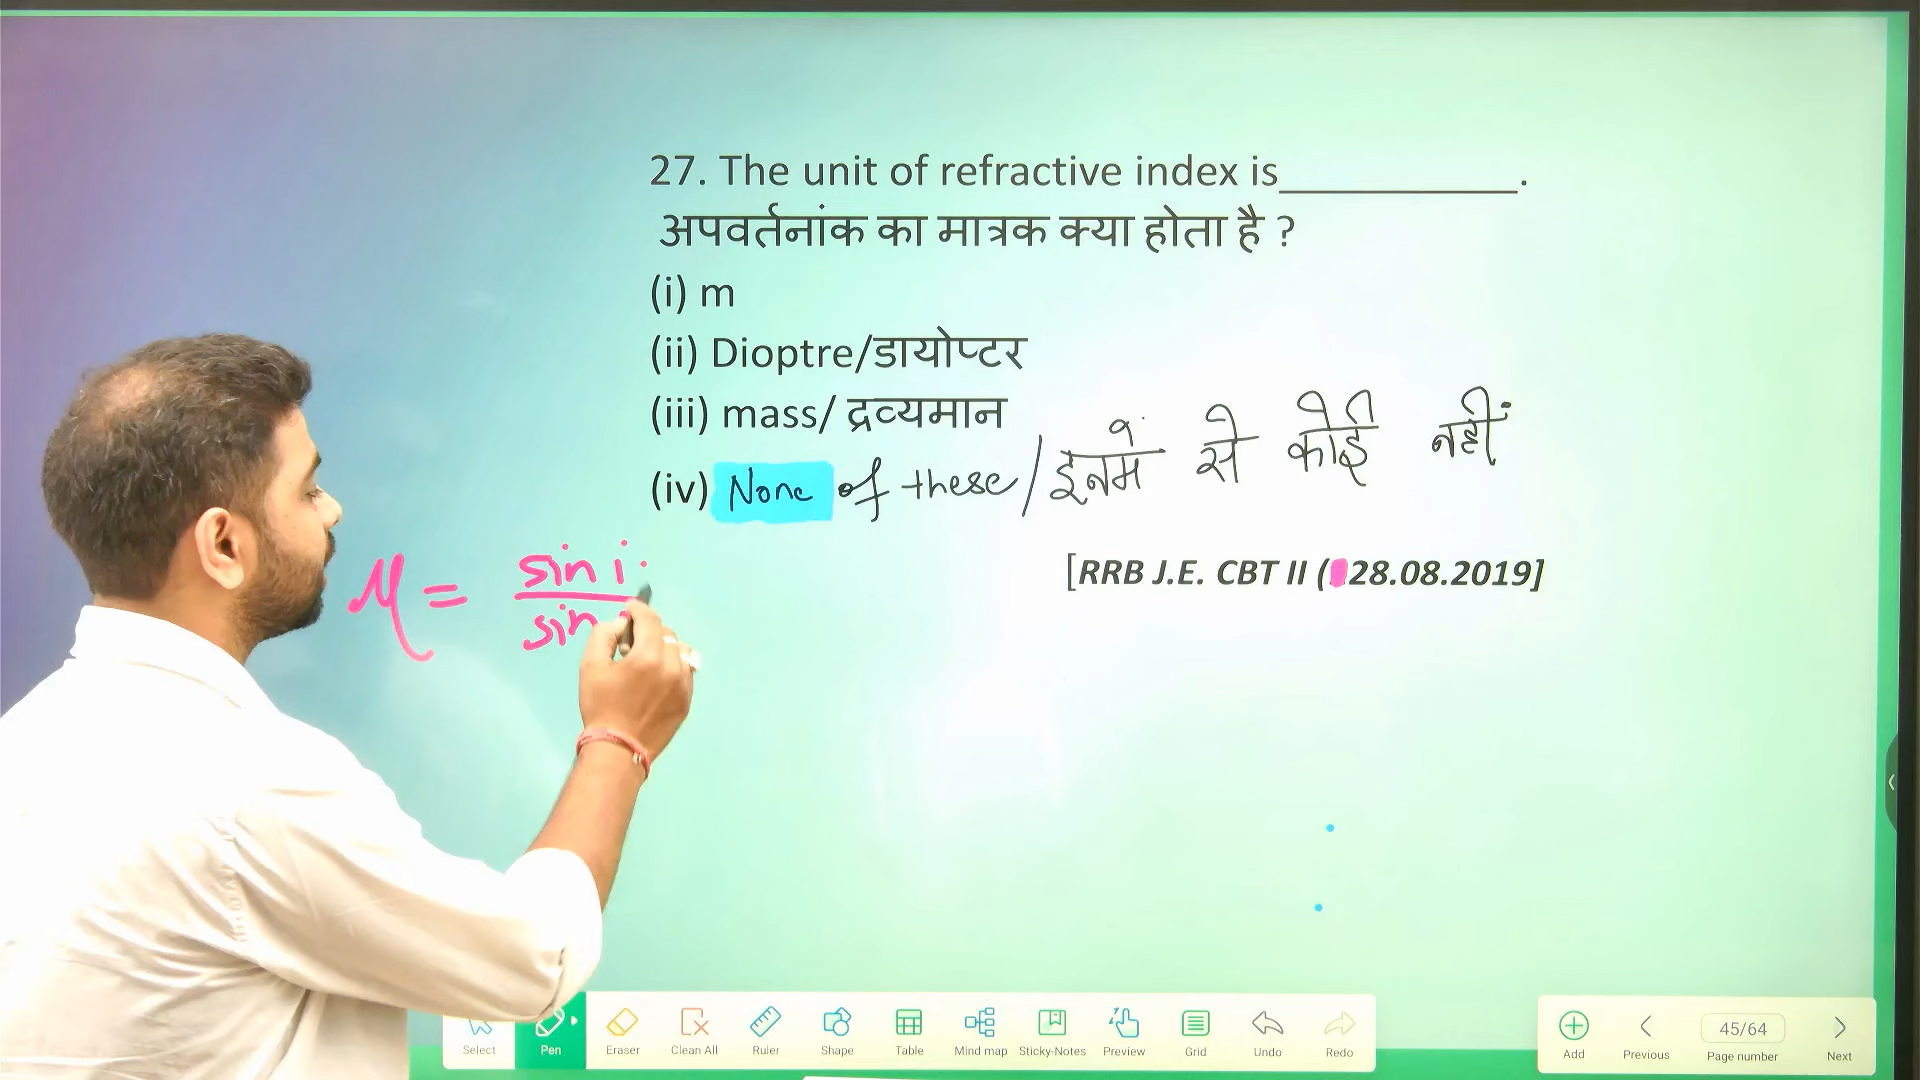 27. The unit of refractive index is__________.
अपवर्तनांक का मात्रक क्या होता है ?
(i) m
(ii) Dioptre/डायोप्टर
(iii) mass/ द्रव्यमान
(iv) None of these/इनमें से कोई नहीं
[RRB J.E. CBT II (28.08.2019]
μ = sin i
sin
Select Pen Eraser Clean All Ruler Shape Table Mind map Sticky-Notes Preview Grid Undo Redo
Add Previous 45/64 Page number Next